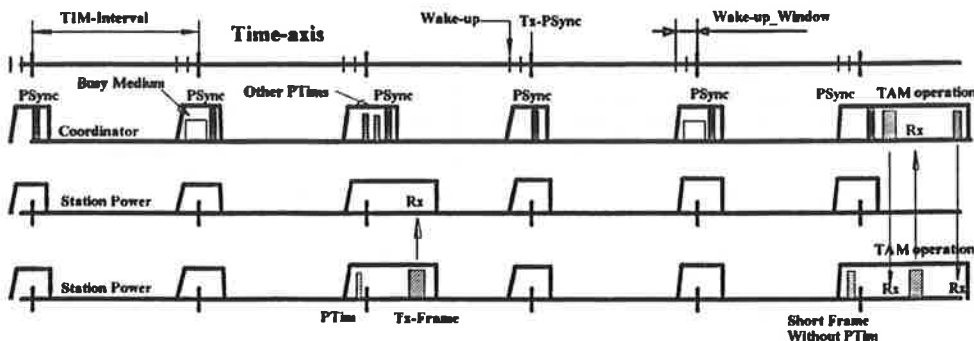 TIM-Interval
Time-axis
Wake-up
Tx-PSync
Wake-up_Window
Busy Medium
Other PTims
PSync
PSync
PSync
PSync
PSync
PSync
TAM operation
Coordinator
Rx
Station Power
Rx
TAM operation
Station Power
Rx
Rx
PTim
Tx-Frame
Short Frame
Without PTim